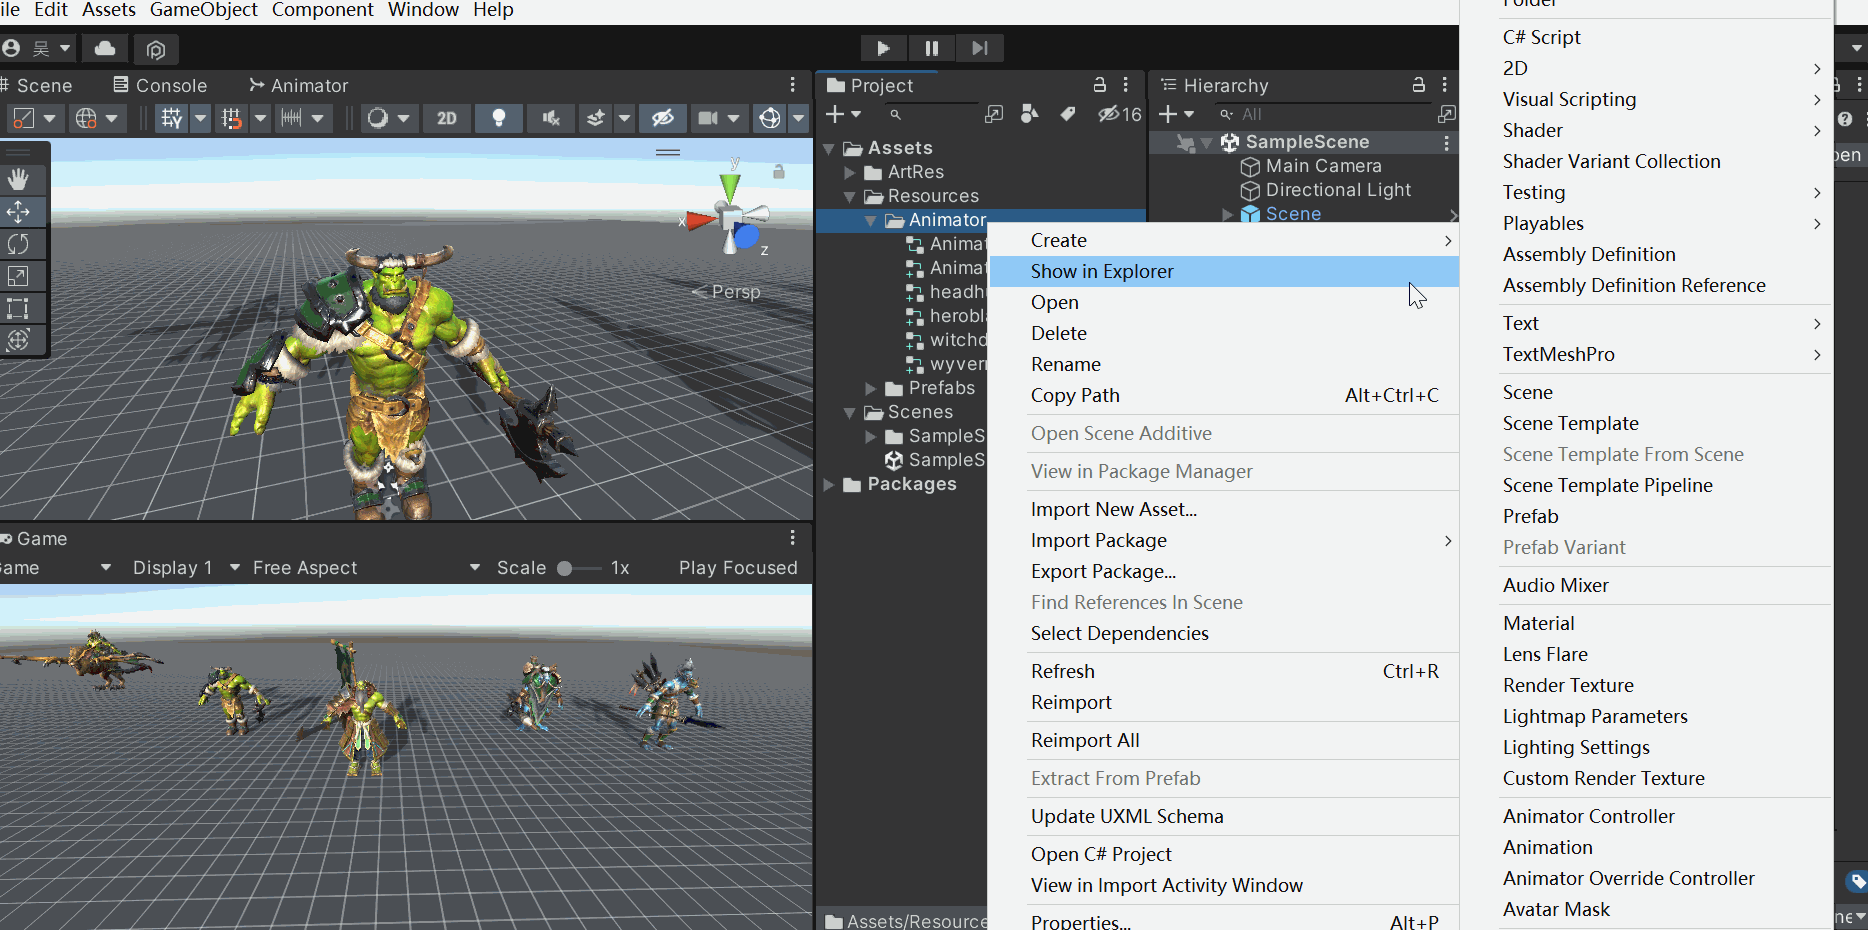 ile Edit Assets GameObject Component Window Help
吴
Scene Console Animator
2D
y
x
z
Persp
Game
ame Display 1 Free Aspect Scale 1x Play Focused
Project
16
Assets
ArtRes
Resources
Animator
Animat
Animat
headh
herobl
witchd
wyver
Prefabs
Scenes
SampleS
SampleS
Packages
Assets/Resource
Hierarchy
All
SampleScene
Main Camera
Directional Light
Scene
Create
Show in Explorer
Open
Delete
Rename
Copy Path Alt+Ctrl+C
Open Scene Additive
View in Package Manager
Import New Asset...
Import Package
Export Package...
Find References In Scene
Select Dependencies
Refresh Ctrl+R
Reimport
Reimport All
Extract From Prefab
Update UXML Schema
Open C# Project
View in Import Activity Window
Properties... Alt+P
Folder
C# Script
2D
Visual Scripting
Shader
Shader Variant Collection
Testing
Playables
Assembly Definition
Assembly Definition Reference
Text
TextMeshPro
Scene
Scene Template
Scene Template From Scene
Scene Template Pipeline
Prefab
Prefab Variant
Audio Mixer
Material
Lens Flare
Render Texture
Lightmap Parameters
Lighting Settings
Custom Render Texture
Animator Controller
Animation
Animator Override Controller
Avatar Mask
pen
ne